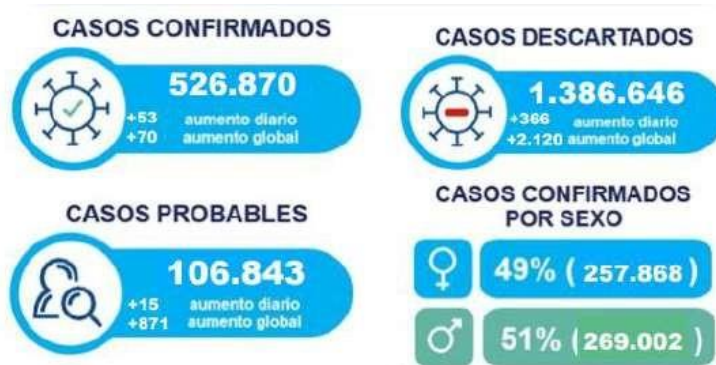 CASOS CONFIRMADOS
526.870
+53 aumento diario
+70 aumento global
CASOS DESCARTADOS
1.386.646
+366 aumento diario
+2.120 aumento global
CASOS PROBABLES
106.843
+15 aumento diario
+871 aumento global
CASOS CONFIRMADOS
POR SEXO
49% ( 257.868 )
51% ( 269.002 )